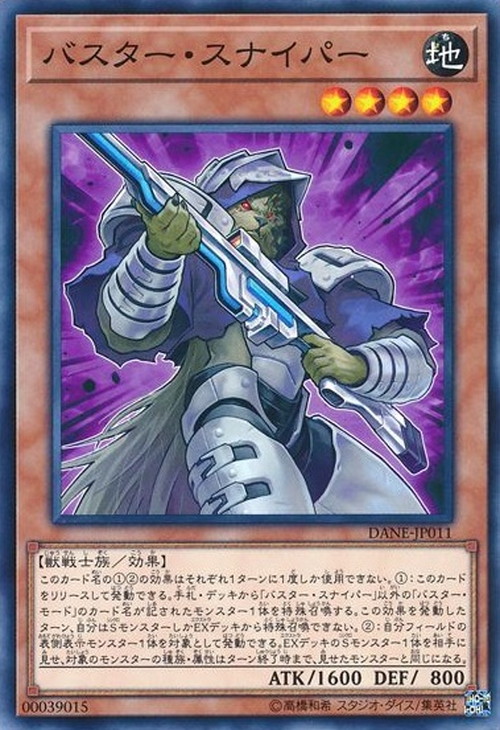 バスター・スナイパー
地
DANE-JP011
【獣戦士族／効果】
このカード名の①②の効果はそれぞれ1ターンに1度しか使用できない。①：このカード
をリリースして発動できる。手札・デッキから「バスター・スナイパー」以外の「バスター・
モード」のカード名が記されたモンスター1体を特殊召喚する。この効果を発動した
ターン、自分はSモンスターしかEXデッキから特殊召喚できない。②：自分フィールドの
表側表示モンスター1体を対象として発動できる。EXデッキのSモンスター1体を相手に
見せ、対象のモンスターの種族・属性はターン終了時まで、見せたモンスターと同じになる。
ATK/1600 DEF/ 800
00039015
©高橋和希 スタジオ・ダイス/集英社